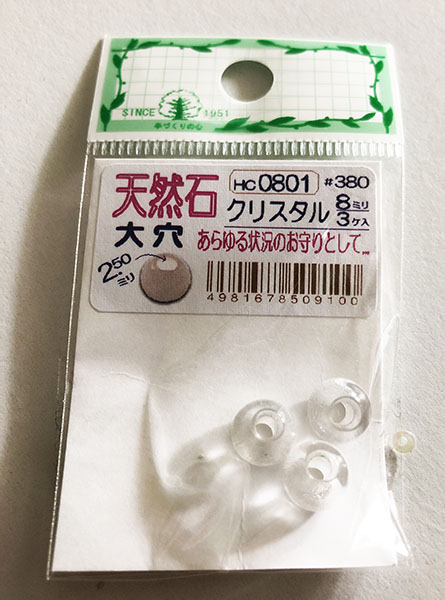 SINCE 1951
手づくりの心
天然石 HC0801 #380
大穴 クリスタル 8ミリ 3ケ入
あらゆる状況のお守りとして...
2.50ミリ
4981678509100